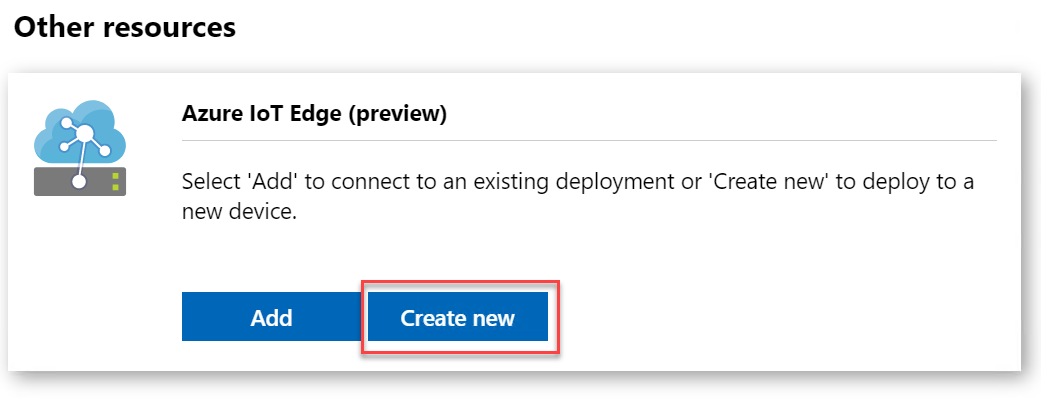 Other resources
Azure IoT Edge (preview)
Select 'Add' to connect to an existing deployment or 'Create new' to deploy to a
new device.
Add
Create new